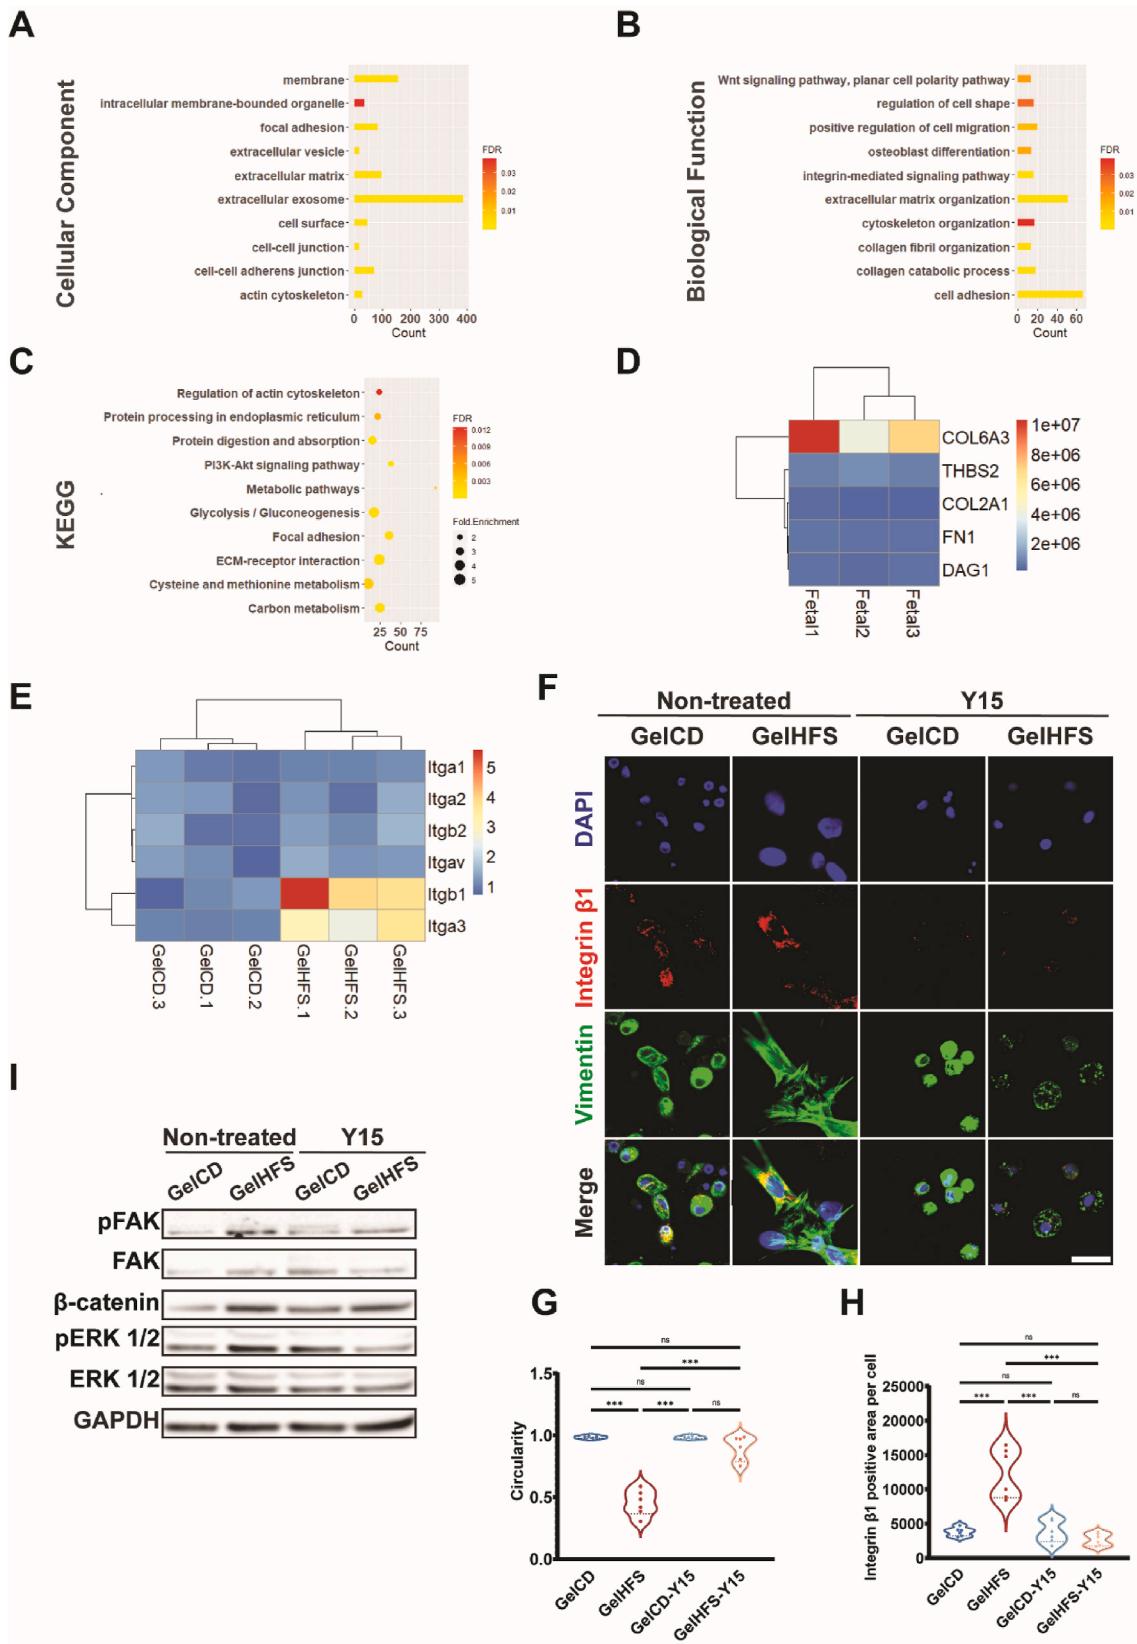 A
Cellular Component
membrane
intracellular membrane-bounded organelle
focal adhesion
extracellular vesicle
extracellular matrix
extracellular exosome
cell surface
cell-cell junction
cell-cell adherens junction
actin cytoskeleton
0 100 200 300 400
Count
FDR
0.03
0.02
0.01
B
Biological Function
Wnt signaling pathway, planar cell polarity pathway
regulation of cell shape
positive regulation of cell migration
osteoblast differentiation
integrin-mediated signaling pathway
extracellular matrix organization
cytoskeleton organization
collagen fibril organization
collagen catabolic process
cell adhesion
0 20 40 60
Count
FDR
0.03
0.02
0.01
C
KEGG
Regulation of actin cytoskeleton
Protein processing in endoplasmic reticulum
Protein digestion and absorption
PI3K-Akt signaling pathway
Metabolic pathways
Glycolysis / Gluconeogenesis
Focal adhesion
ECM-receptor interaction
Cysteine and methionine metabolism
Carbon metabolism
25 50 75
Count
FDR
0.012
0.009
0.006
0.003
Fold.Enrichment
2
3
4
5
D
COL6A3
THBS2
COL2A1
FN1
DAG1
Fetal1
Fetal2
Fetal3
1e+07
8e+06
6e+06
4e+06
2e+06
E
Itga1
Itga2
Itgb2
Itgav
Itgb1
Itga3
GelCD.3
GelCD.1
GelCD.2
GelHFS.1
GelHFS.2
GelHFS.3
5
4
3
2
1
F
Non-treated Y15
GelCD GelHFS GelCD GelHFS
DAPI
Integrin β1
Vimentin
Merge
I
Non-treated Y15
GelCD GelHFS GelCD GelHFS
pFAK
FAK
β-catenin
pERK 1/2
ERK 1/2
GAPDH
G
Circularity
1.5
1.0
0.5
0.0
ns
***
ns
*** *** ns
GelCD
GelHFS
GelCD-Y15
GelHFS-Y15
H
Integrin β1 positive area per cell
25000
20000
15000
10000
5000
0
ns
***
ns
*** *** ns
GelCD
GelHFS
GelCD-Y15
GelHFS-Y15